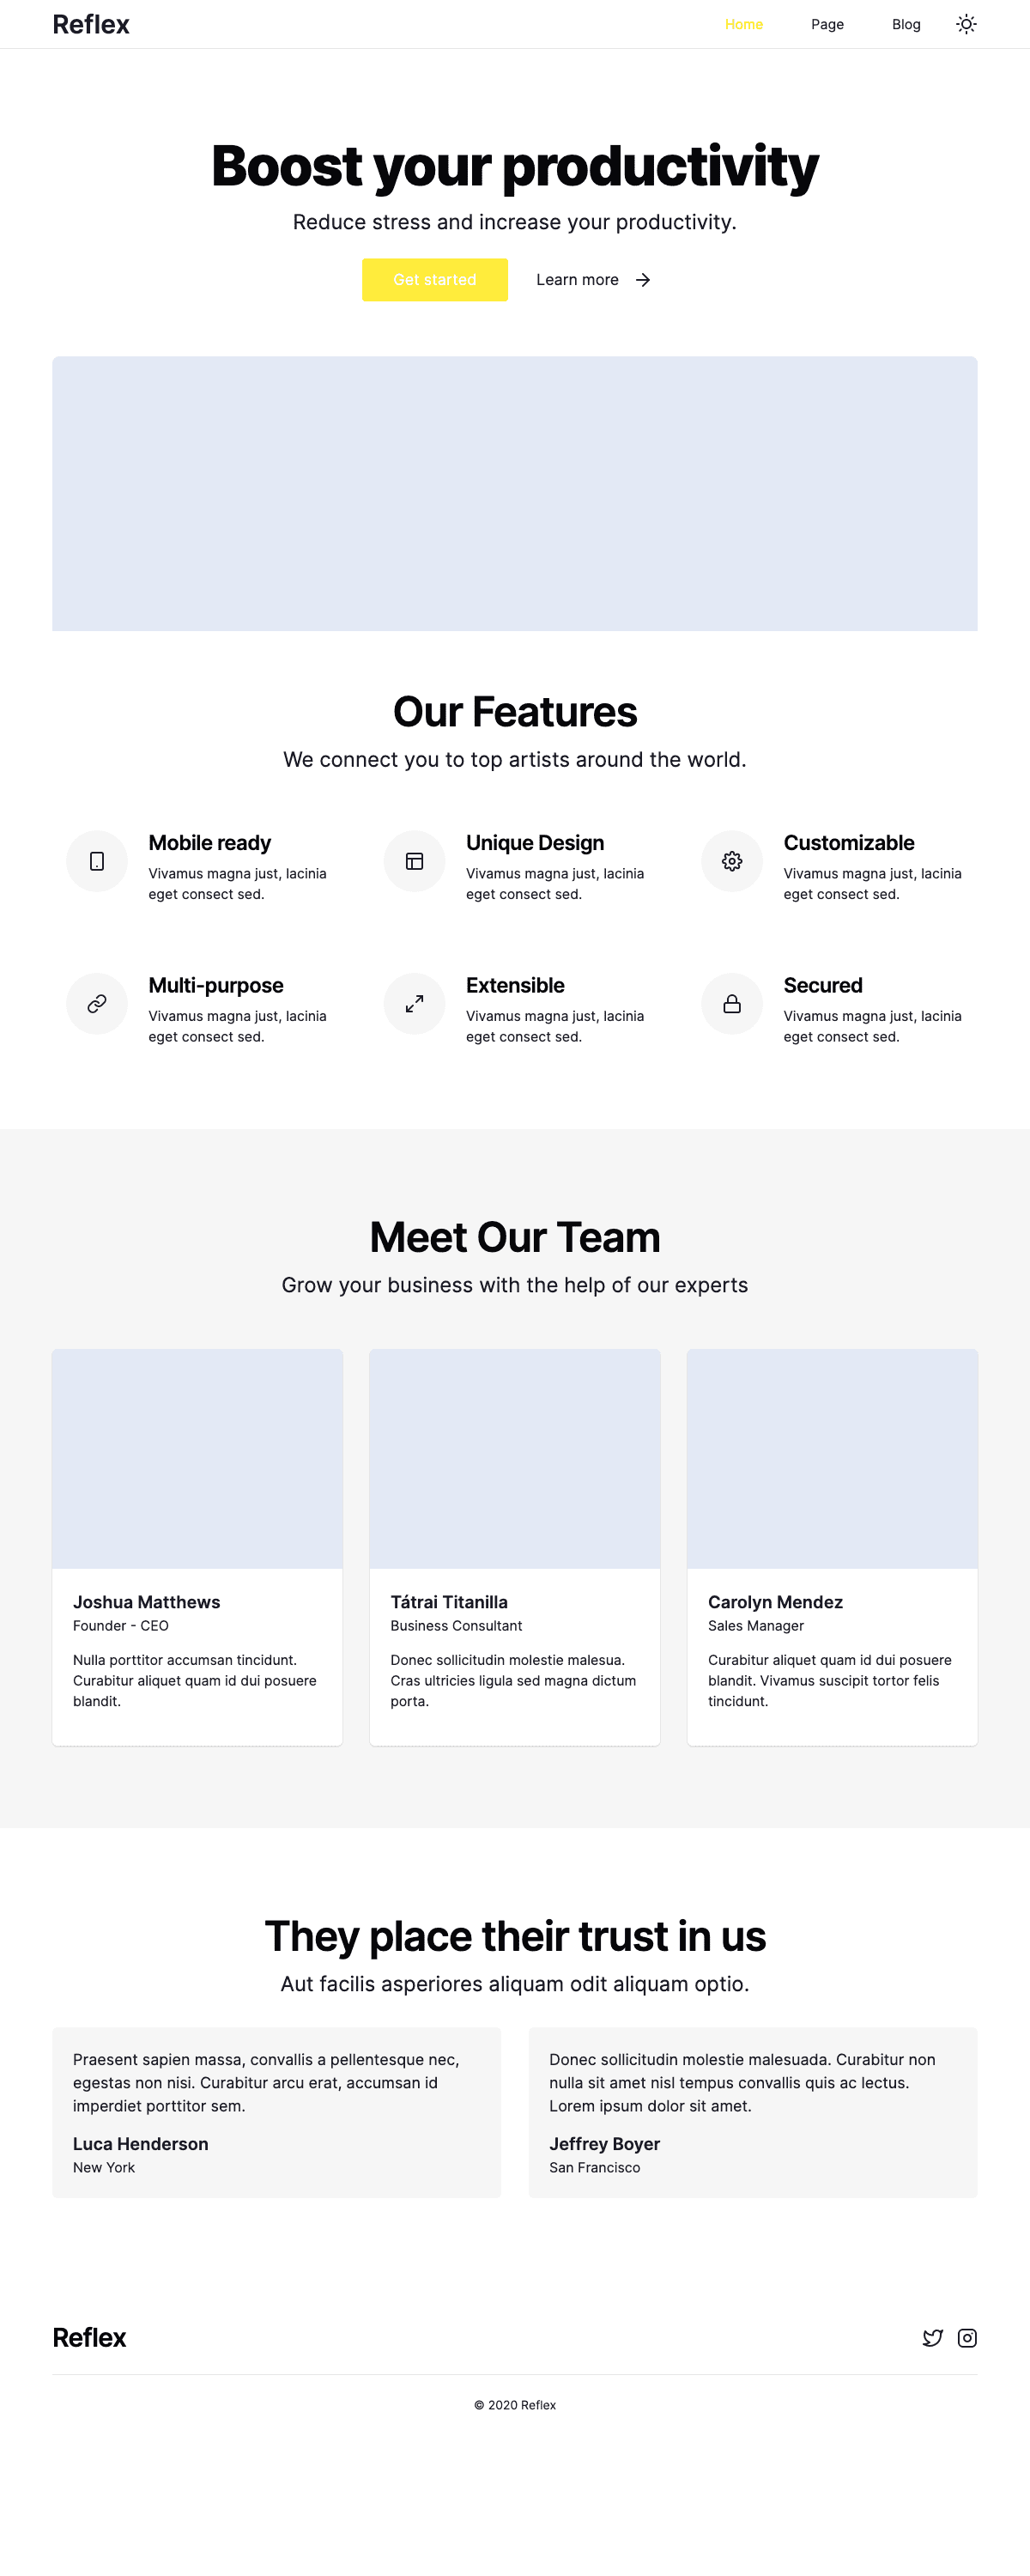 Reflex
Home
Page
Blog
Boost your productivity
Reduce stress and increase your productivity.
Get started
Learn more
Our Features
We connect you to top artists around the world.
Mobile ready
Vivamus magna just, lacinia
eget consect sed.
Unique Design
Vivamus magna just, lacinia
eget consect sed.
Customizable
Vivamus magna just, lacinia
eget consect sed.
Multi-purpose
Vivamus magna just, lacinia
eget consect sed.
Extensible
Vivamus magna just, lacinia
eget consect sed.
Secured
Vivamus magna just, lacinia
eget consect sed.
Meet Our Team
Grow your business with the help of our experts
Joshua Matthews
Founder - CEO
Nulla porttitor accumsan tincidunt.
Curabitur aliquet quam id dui posuere
blandit.
Tátrai Titanilla
Business Consultant
Donec sollicitudin molestie malesua.
Cras ultricies ligula sed magna dictum
porta.
Carolyn Mendez
Sales Manager
Curabitur aliquet quam id dui posuere
blandit. Vivamus suscipit tortor felis
tincidunt.
They place their trust in us
Aut facilis asperiores aliquam odit aliquam optio.
Praesent sapien massa, convallis a pellentesque nec,
egestas non nisi. Curabitur arcu erat, accumsan id
imperdiet porttitor sem.
Luca Henderson
New York
Donec sollicitudin molestie malesuada. Curabitur non
nulla sit amet nisl tempus convallis quis ac lectus.
Lorem ipsum dolor sit amet.
Jeffrey Boyer
San Francisco
Reflex
© 2020 Reflex